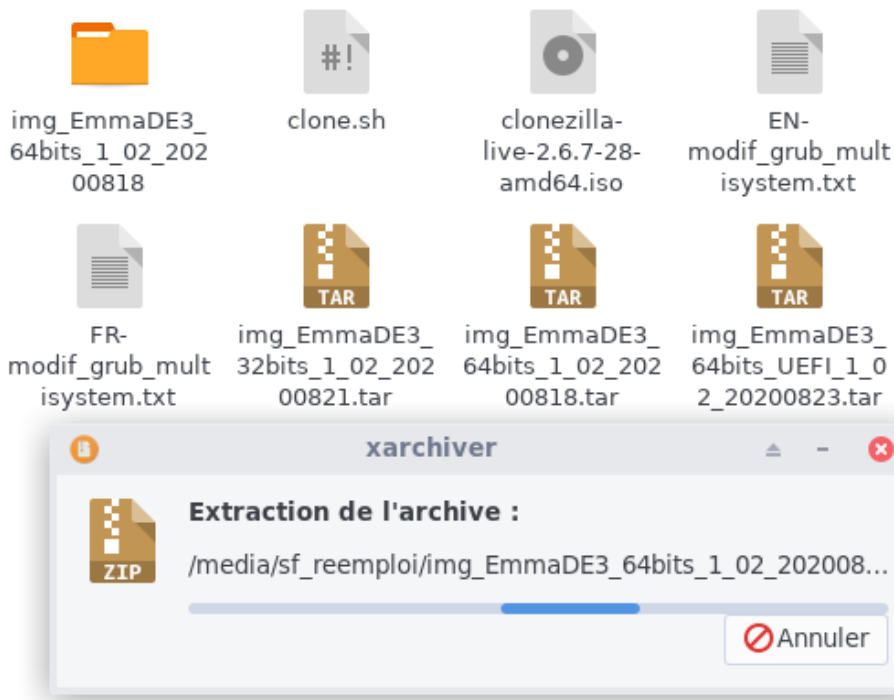 #!
img_EmmaDE3_
64bits_1_02_202
00818
clone.sh
clonezilla-
live-2.6.7-28-
amd64.iso
EN-
modif_grub_mult
isystem.txt
TAR
TAR
TAR
FR-
modif_grub_mult
isystem.txt
img_EmmaDE3_
32bits_1_02_202
00821.tar
img_EmmaDE3_
64bits_1_02_202
00818.tar
img_EmmaDE3_
64bits_UEFI_1_0
2_20200823.tar
xarchiver
Extraction de l'archive :
ZIP
/media/sf_reemploi/img_EmmaDE3_64bits_1_02_202008...
Annuler